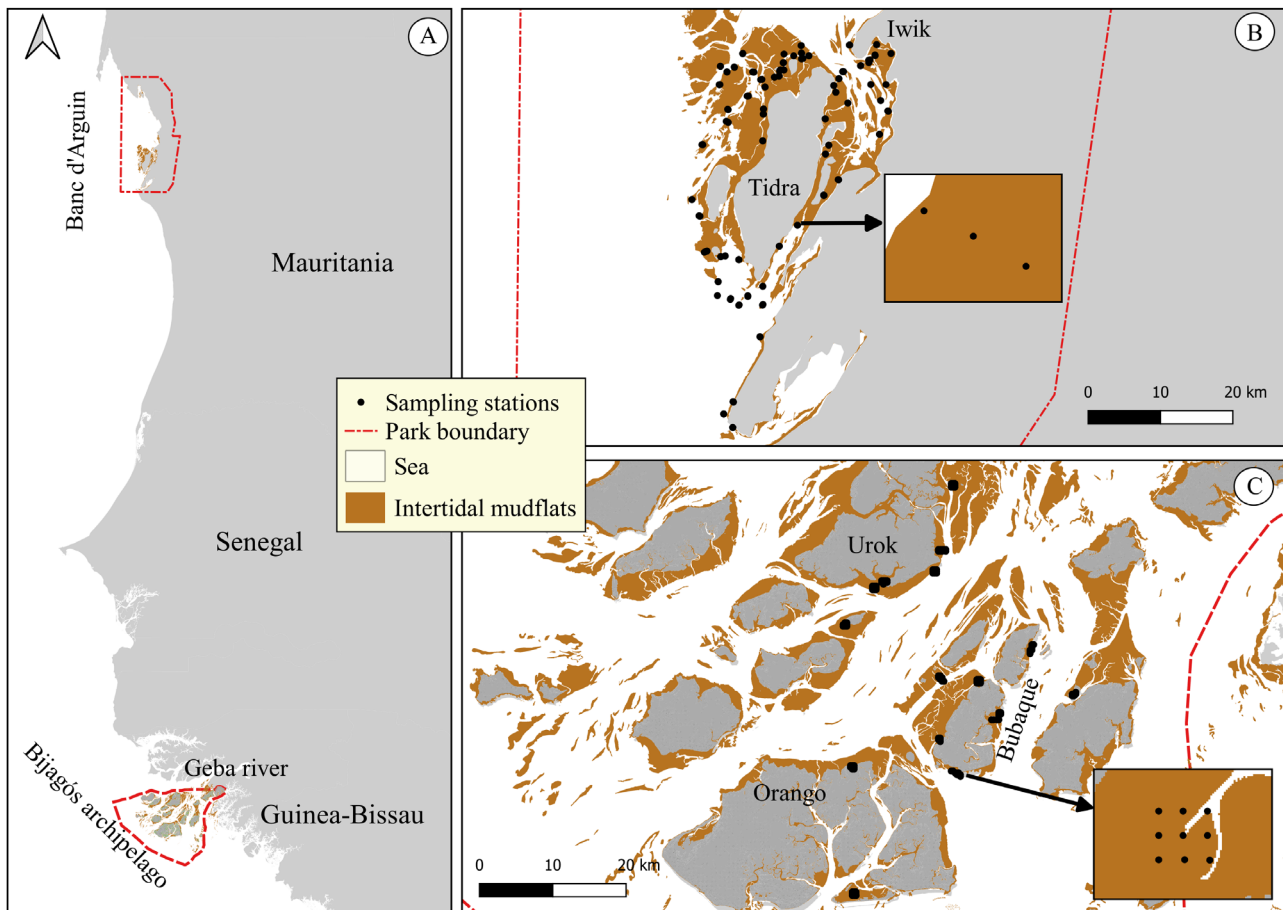 A
Banc d'Arguin
Mauritania
Senegal
Geba river
Guinea-Bissau
Bijagós archipelago
Sampling stations
Park boundary
Sea
Intertidal mudflats
B
Iwik
Tidra
0 10 20 km
C
Urok
Bubaque
Orango
0 10 20 km